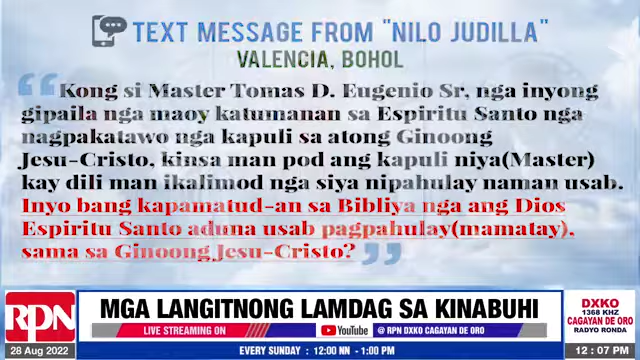 TEXT MESSAGE FROM "NILO JUDILLA"
VALENCIA, BOHOL
“Kong si Master Tomas D. Eugenio Sr, nga inyong
gipaila nga maoy katumanan sa Espiritu Santo nga
nagpakatawo nga kapuli sa atong Ginoong
Jesu-Cristo, kinsa man pod ang kapuli niya(Master)
kay dili man ikalimod nga siya nipahulay naman usab.
Inyo bang kapamatud-an sa Bibliya nga ang Dios
Espiritu Santo aduna usab pagpahulay(mamatay),
sama sa Ginoong Jesu-Cristo?”
RPN
28 Aug 2022
MGA LANGITNONG LAMDAG SA KINABUHI
LIVE STREAMING ON YouTube @ RPN DXKO CAGAYAN DE ORO
EVERY SUNDAY : 12:00 NN - 1:00 PM
DXKO
1368 KHZ
CAGAYAN DE ORO
RADYO RONDA
12 : 07 PM